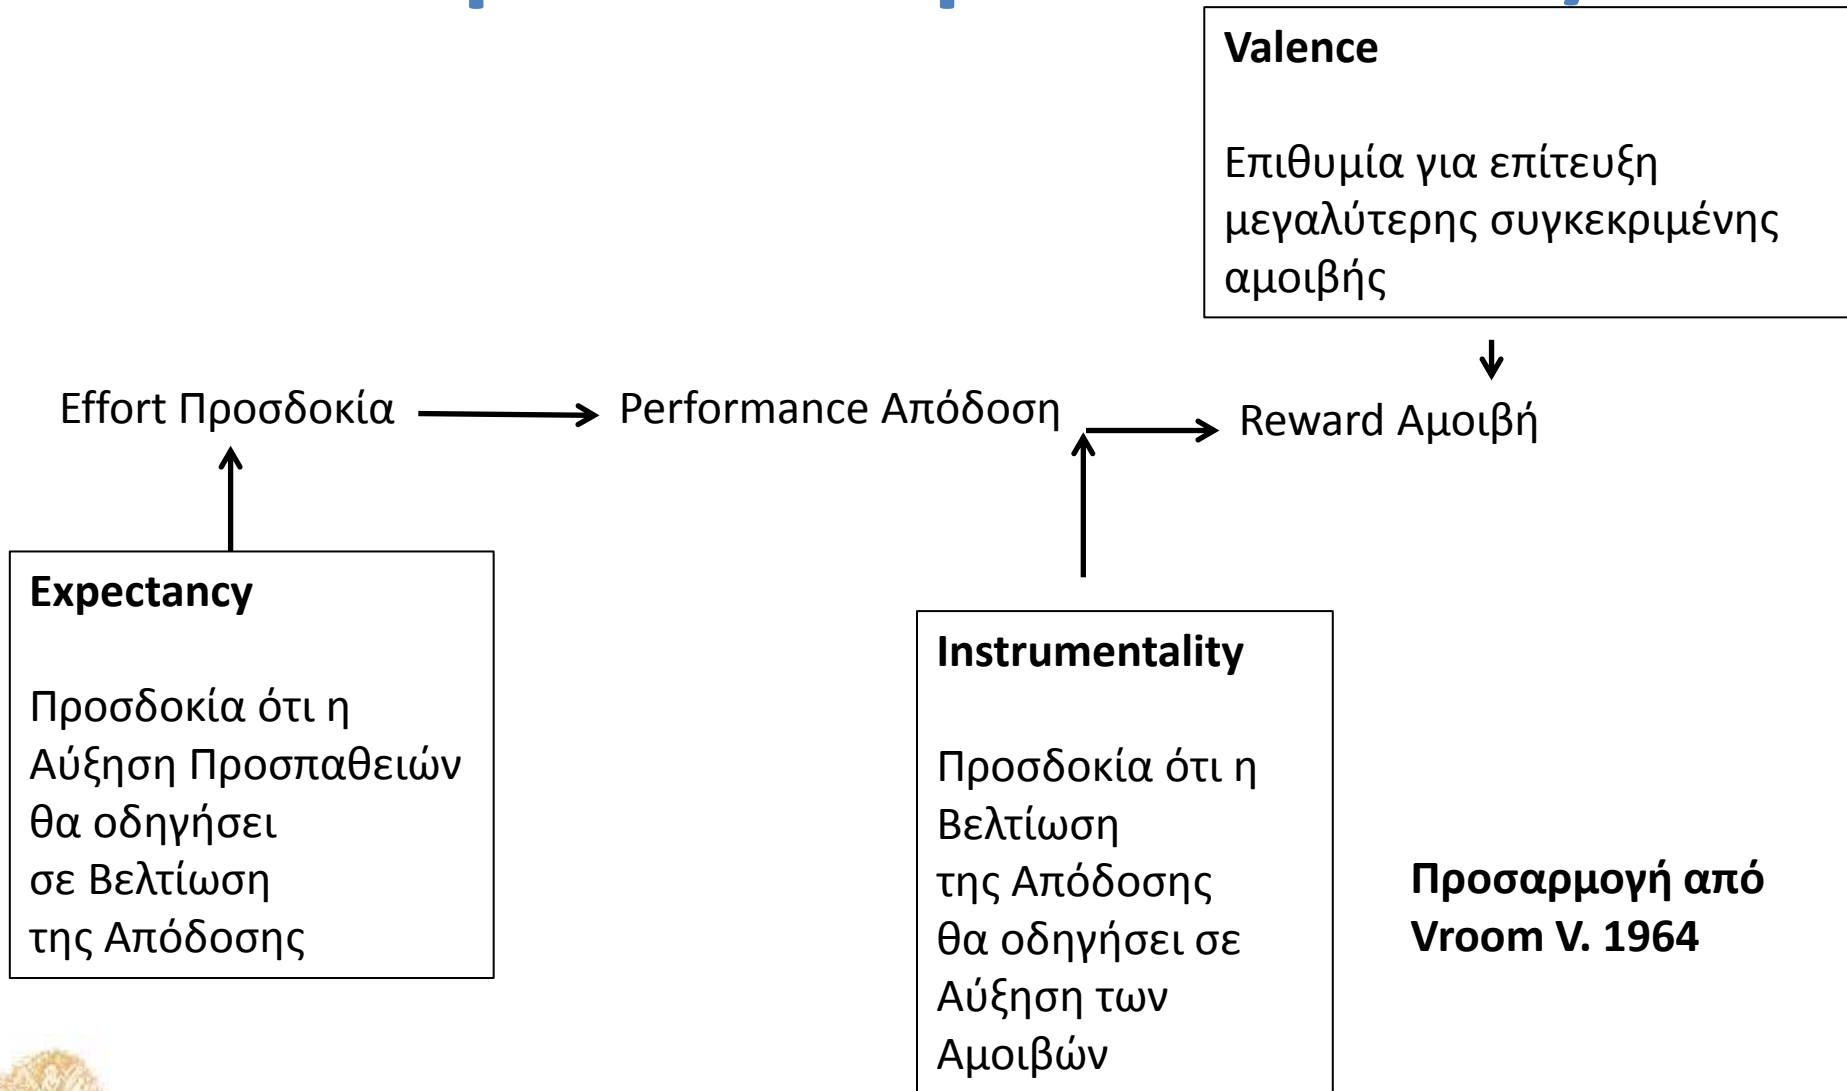 Valence
Επιθυμία για επίτευξη
μεγαλύτερης συγκεκριμένης
αμοιβής
Effort Προσδοκία
Performance Απόδοση
Reward Αμοιβή
Expectancy
Προσδοκία ότι η
Αύξηση Προσπαθειών
θα οδηγήσει
σε Βελτίωση
της Απόδοσης
Instrumentality
Προσδοκία ότι η
Βελτίωση
της Απόδοσης
θα οδηγήσει σε
Αύξηση των
Αμοιβών
Προσαρμογή από
Vroom V. 1964